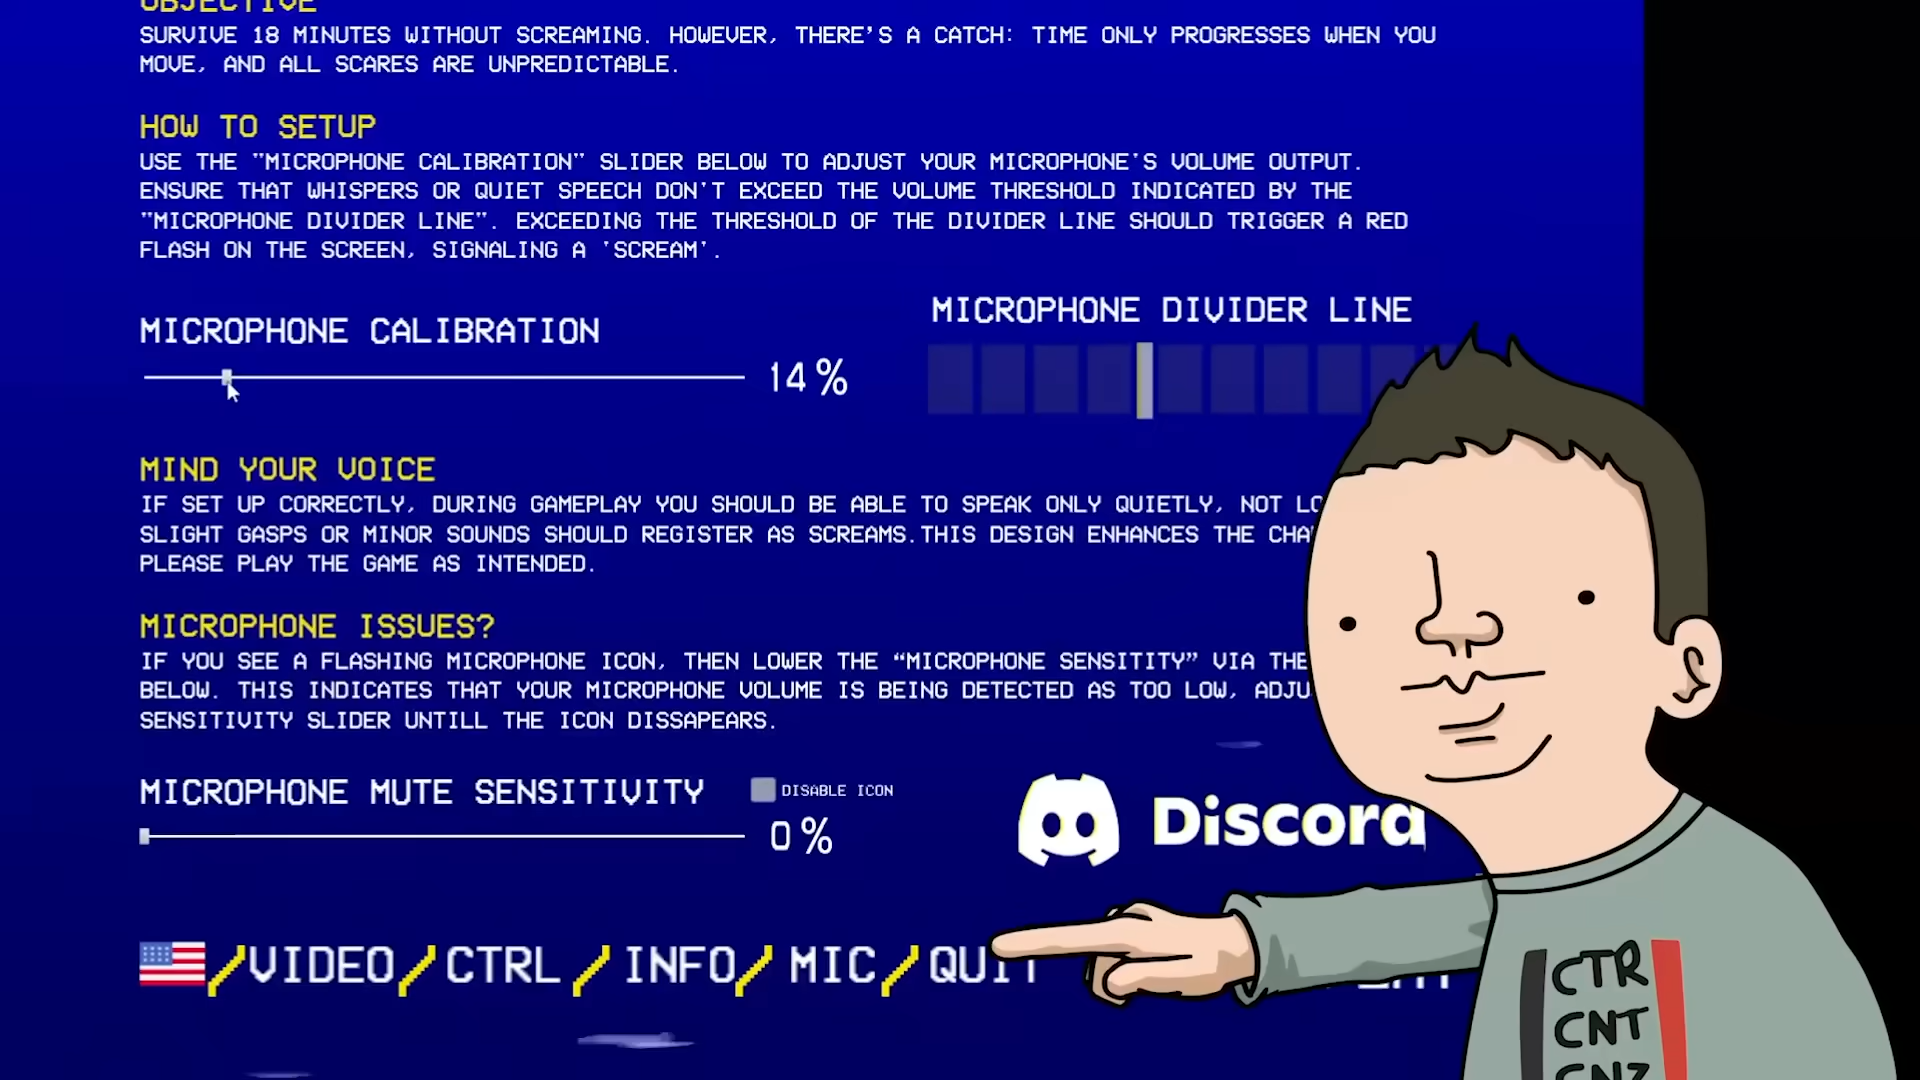 OBJECTIVE
SURVIVE 18 MINUTES WITHOUT SCREAMING. HOWEVER, THERE'S A CATCH: TIME ONLY PROGRESSES WHEN YOU
MOVE, AND ALL SCARES ARE UNPREDICTABLE.
HOW TO SETUP
USE THE "MICROPHONE CALIBRATION" SLIDER BELOW TO ADJUST YOUR MICROPHONE'S VOLUME OUTPUT.
ENSURE THAT WHISPERS OR QUIET SPEECH DON'T EXCEED THE VOLUME THRESHOLD INDICATED BY THE
"MICROPHONE DIVIDER LINE". EXCEEDING THE THRESHOLD OF THE DIVIDER LINE SHOULD TRIGGER A RED
FLASH ON THE SCREEN, SIGNALING A 'SCREAM'.
MICROPHONE CALIBRATION
14%
MICROPHONE DIVIDER LINE
MIND YOUR VOICE
IF SET UP CORRECTLY, DURING GAMEPLAY YOU SHOULD BE ABLE TO SPEAK ONLY QUIETLY, NOT
SLIGHT GASPS OR MINOR SOUNDS SHOULD REGISTER AS SCREAMS.THIS DESIGN ENHANCES THE
PLEASE PLAY THE GAME AS INTENDED.
MICROPHONE ISSUES?
IF YOU SEE A FLASHING MICROPHONE ICON, THEN LOWER THE “MICROPHONE SENSITITY” VIA THE
BELOW. THIS INDICATES THAT YOUR MICROPHONE VOLUME IS BEING DETECTED AS TOO LOW,
SENSITIVITY SLIDER UNTILL THE ICON DISSAPEARS.
MICROPHONE MUTE SENSITIVITY
DISABLE ICON
0%
Discord
/VIDEO/ CTRL / INFO/ MIC/ QUIT
CTR
CNT